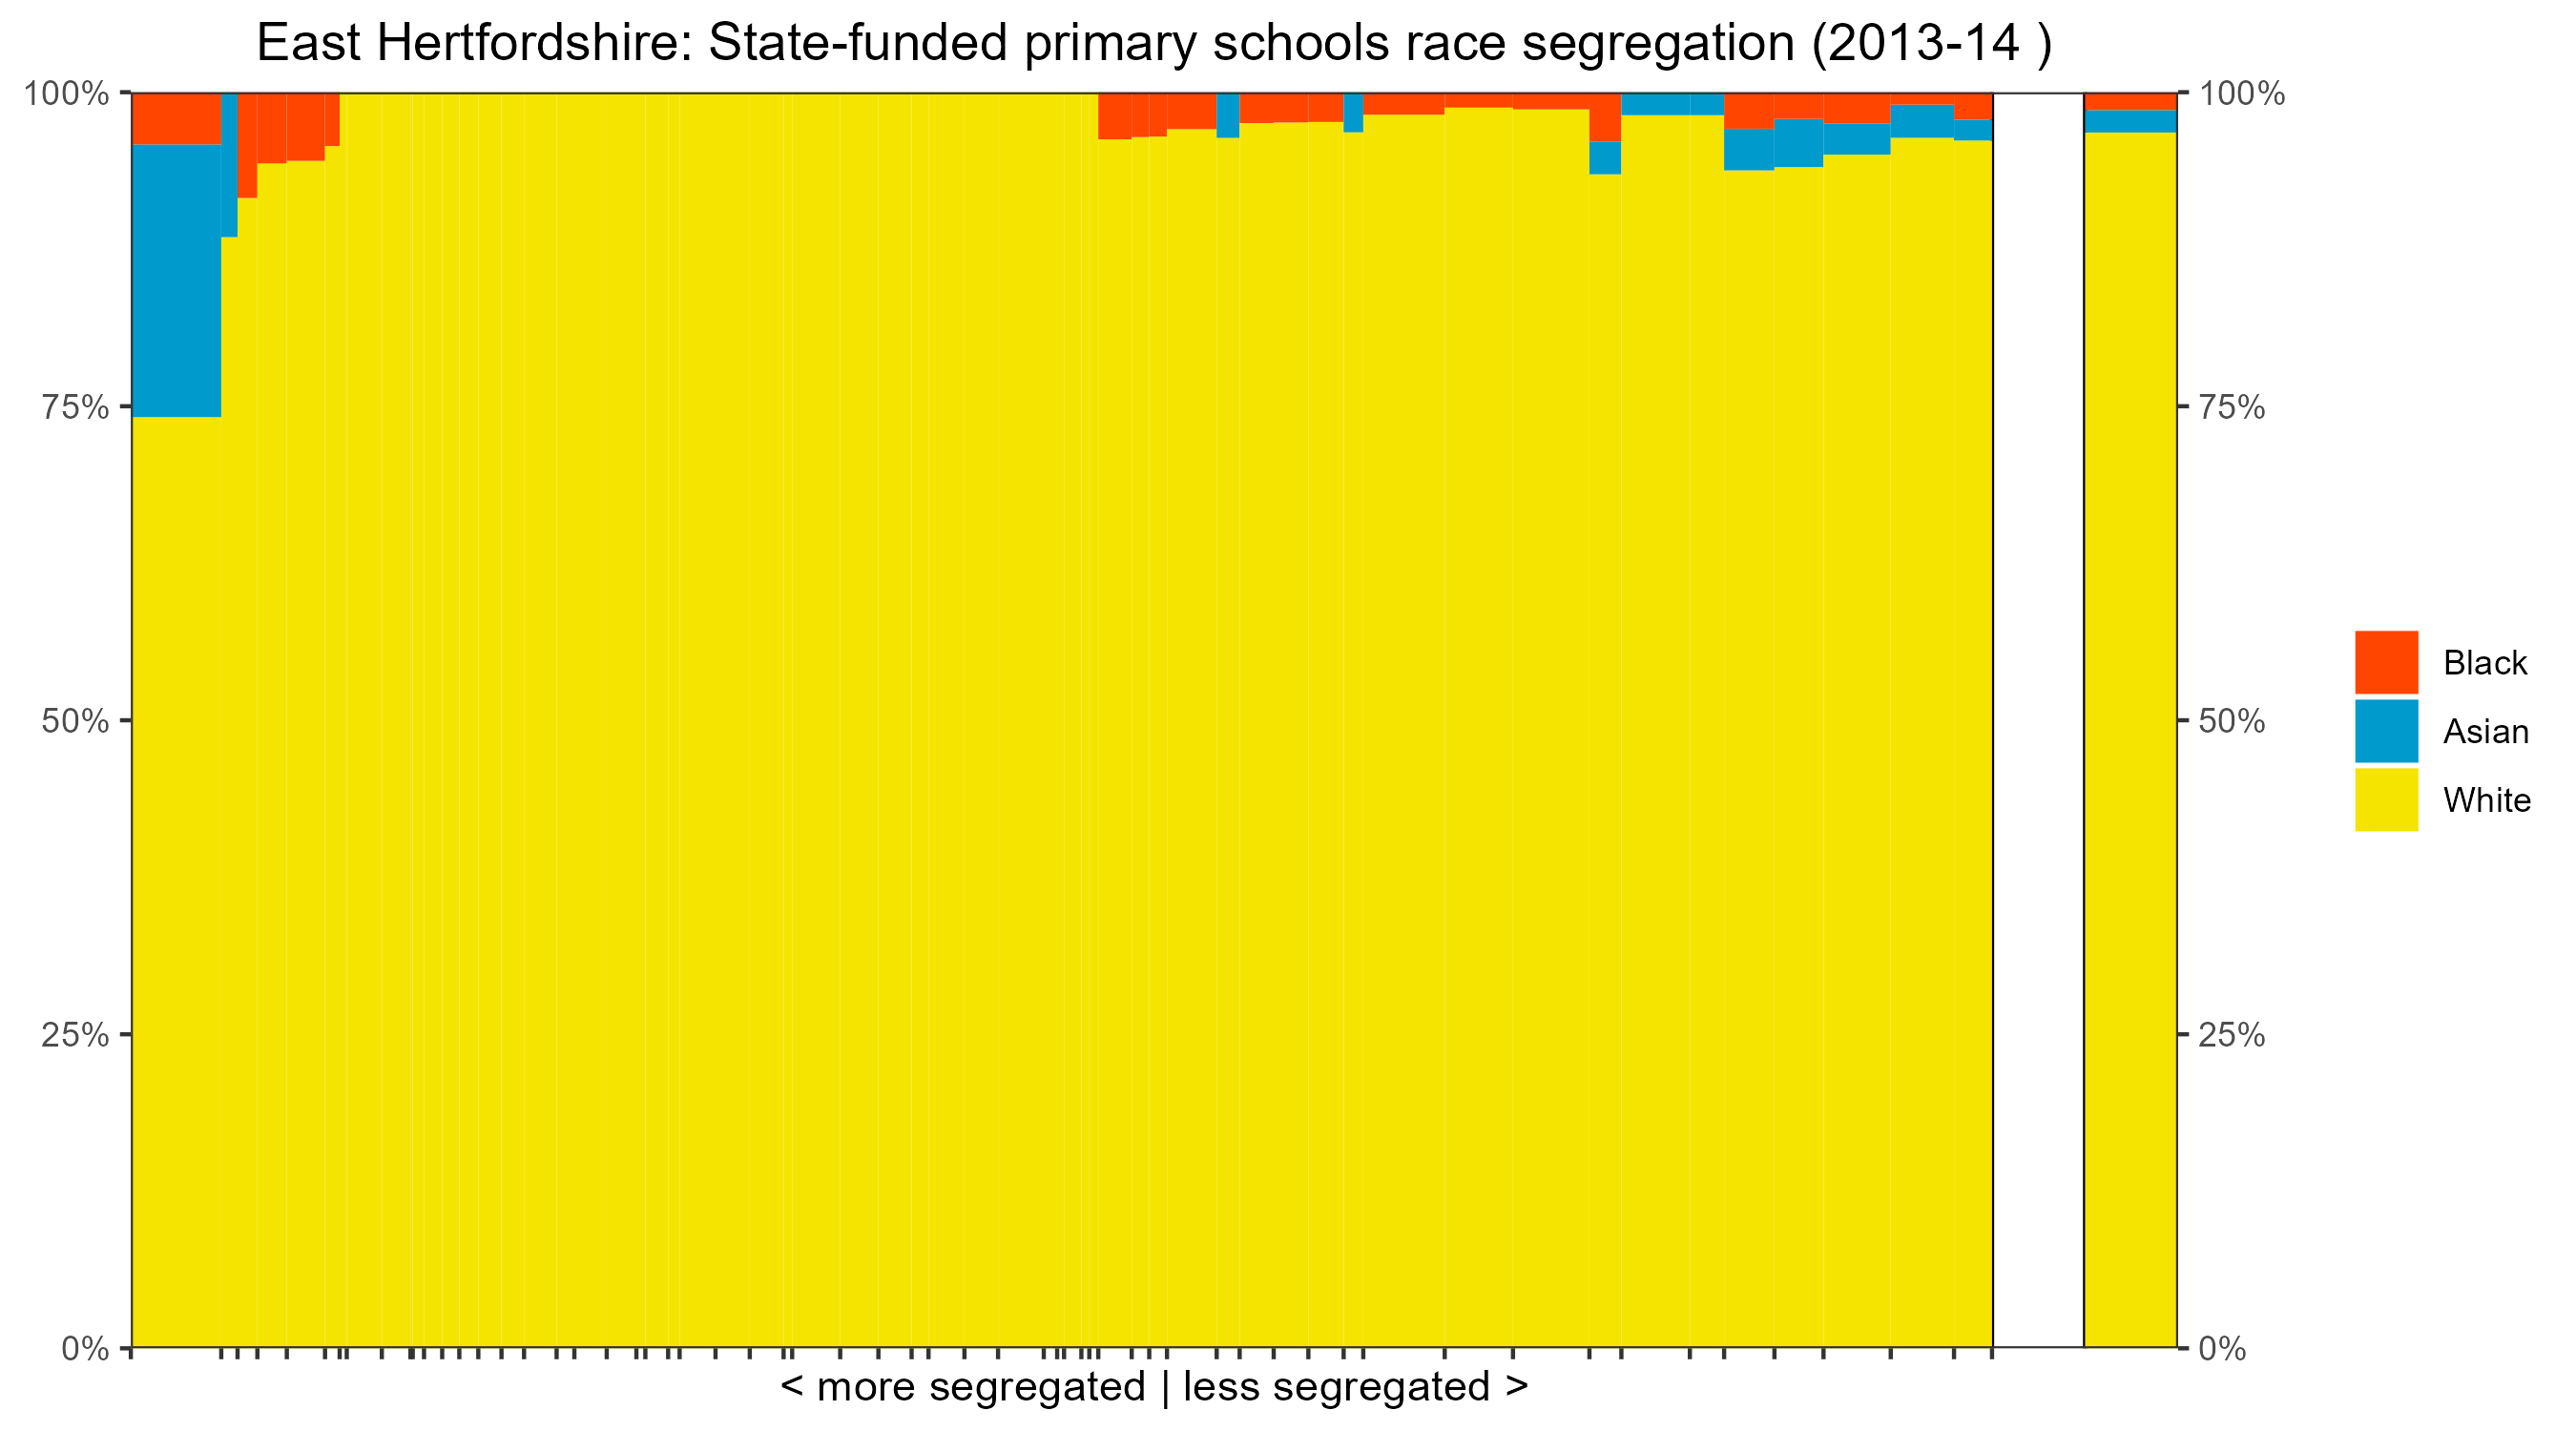 East Hertfordshire: State-funded primary schools race segregation (2013-14 )
100%
75%
50%
25%
0%
100%
75%
50%
25%
0%
Black
Asian
White
< more segregated | less segregated >